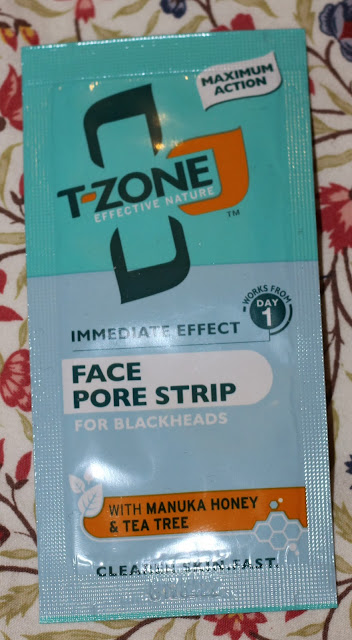 MAXIMUM
ACTION
T-ZONE
EFFECTIVE NATURE
TM
WORKS FROM
DAY
1
IMMEDIATE EFFECT
FACE
PORE STRIP
FOR BLACKHEADS
WITH MANUKA HONEY
& TEA TREE
CLEARER SKIN.FAST.